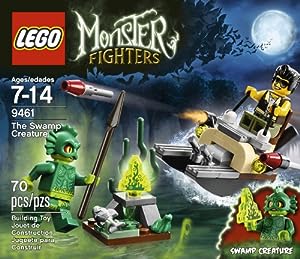 LEGO
MONSTER
FIGHTERS
Ages/edades
7-14
9461
The Swamp
Creature
70
pcs/pzs
Building Toy
Jouet de
Construction
Juguete para
Construir
SWAMP CREATURE